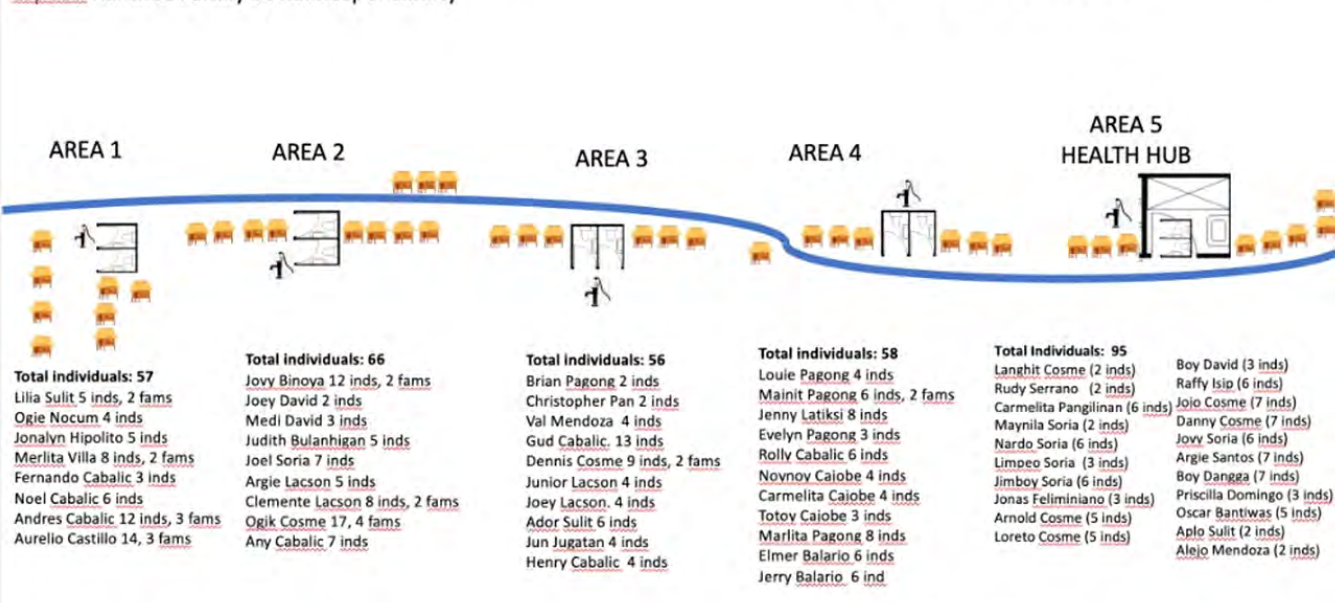 AREA 1
AREA 2
AREA 3
AREA 4
AREA 5
HEALTH HUB
Total individuals: 57
Lilia Sulit 5 inds, 2 fams
Ogie Nocum 4 inds
Jonalyn Hipolito 5 inds
Merlita Villa 8 inds, 2 fams
Fernando Cabalic 3 inds
Noel Cabalic 6 inds
Andres Cabalic 12 inds, 3 fams
Aurelio Castillo 14, 3 fams
Total individuals: 66
Jovy Binoya 12 inds, 2 fams
Joey David 2 inds
Medi David 3 inds
Judith Bulanhigan 5 inds
Joel Soria 7 inds
Argie Lacson 5 inds
Clemente Lacson 8 inds, 2 fams
Ogik Cosme 17, 4 fams
Any Cabalic 7 inds
Total individuals: 56
Brian Pagong 2 inds
Christopher Pan 2 inds
Val Mendoza 4 inds
Gud Cabalic. 13 inds
Dennis Cosme 9 inds, 2 fams
Junior Lacson 4 inds
Joey Lacson. 4 inds
Ador Sulit 6 inds
Jun Jugatan 4 inds
Henry Cabalic 4 inds
Total individuals: 58
Louie Pagong 4 inds
Mainit Pagong 6 inds, 2 fams
Jenny Latiksi 8 inds
Evelyn Pagong 3 inds
Rolly Cabalic 6 inds
Novnoy Caiobe 4 inds
Carmelita Caiobe 4 inds
Totoy Caiobe 3 inds
Marlita Pagong 8 inds
Elmer Balario 6 inds
Jerry Balario 6 ind
Total Individuals: 95
Langhit Cosme (2 inds)
Rudy Serrano (2 inds)
Carmelita Pangilinan (6 inds)
Maynila Soria (2 inds)
Nardo Soria (6 inds)
Limpeo Soria (3 inds)
Jimboy Soria (6 inds)
Jonas Feliminiano (3 inds)
Arnold Cosme (5 inds)
Loreto Cosme (5 inds)
Boy David (3 inds)
Raffy Isip (6 inds)
Jojo Cosme (7 inds)
Danny Cosme (7 inds)
Jovy Soria (6 inds)
Argie Santos (7 inds)
Boy Dangga (7 inds)
Priscilla Domingo (3 inds)
Oscar Bantiwas (5 inds)
Aplo Sulit (2 inds)
Alejo Mendoza (2 inds)